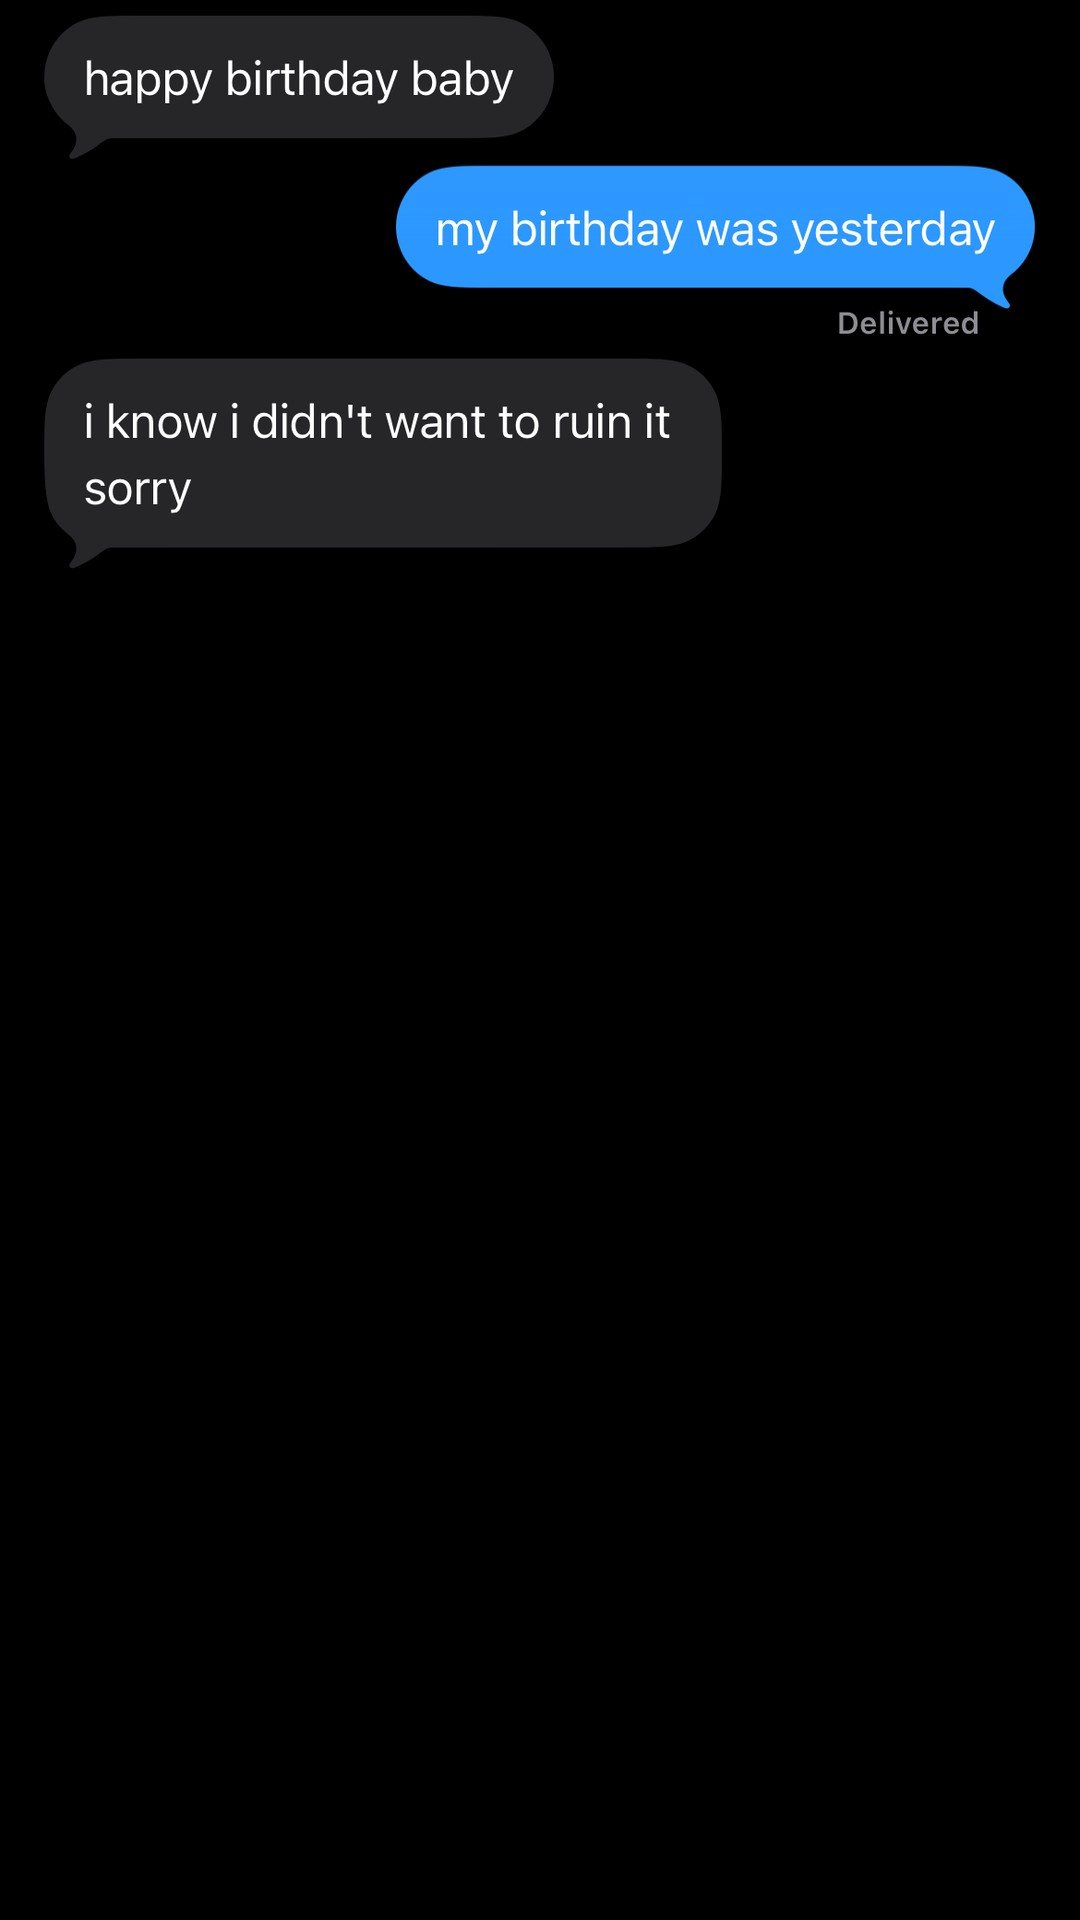 happy birthday baby
my birthday was yesterday
Delivered
i know i didn't want to ruin it
sorry